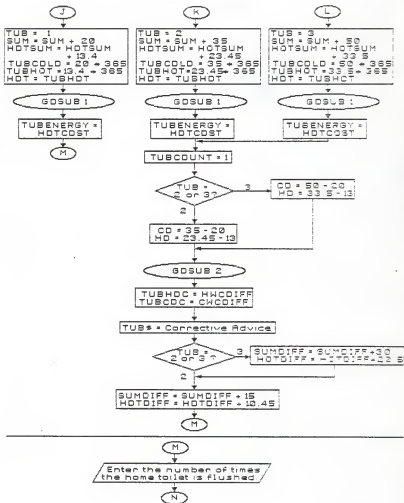 J
TUB = 1
SUM = SUM + 20
HOTSUM = HOTSUM
+ 13.4
TUBCOLD = 20 * 365
TUBHOT = 13.4 * 365
HOT = TUBHOT
GOSUB 1
TUBENERGY =
HOTCOST
M
K
TUB = 2
SUM = SUM + 35
HOTSUM = HOTSUM
+ 23.45
TUBCOLD = 35 * 365
TUBHOT = 23.45 * 365
HOT = TUBHOT
GOSUB 1
TUBENERGY =
HOTCOST
L
TUB = 3
SUM = SUM + 50
HOTSUM = HOTSUM
+ 33.5
TUBCOLD = 50 * 365
TUBHOT = 33.5 * 365
HOT = TUBHOT
GOSUB 1
TUBENERGY =
HOTCOST
TUBCOUNT = 1
TUB =
2 or 3?
3
CD = 50 - 20
HD = 33.5 - 13
2
CD = 35 - 20
HD = 23.45 - 13
GOSUB 2
TUBHDC = HWCDIFF
TUBCDC = CWCDIFF
TUB$ = Corrective Advice
TUB =
2 or 3?
3
SUMDIFF = SUMDIFF + 30
HOTDIFF = HOTDIFF +
2
SUMDIFF = SUMDIFF + 15
HOTDIFF = HOTDIFF + 10.45
M
M
Enter the number of times
the home toilet is flushed
N